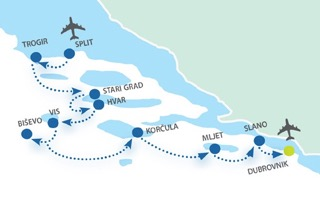 TROGIR
SPLIT
STARI GRAD
HVAR
VIS
BIŠEVO
KORČULA
MLJET
SLANO
DUBROVNIK